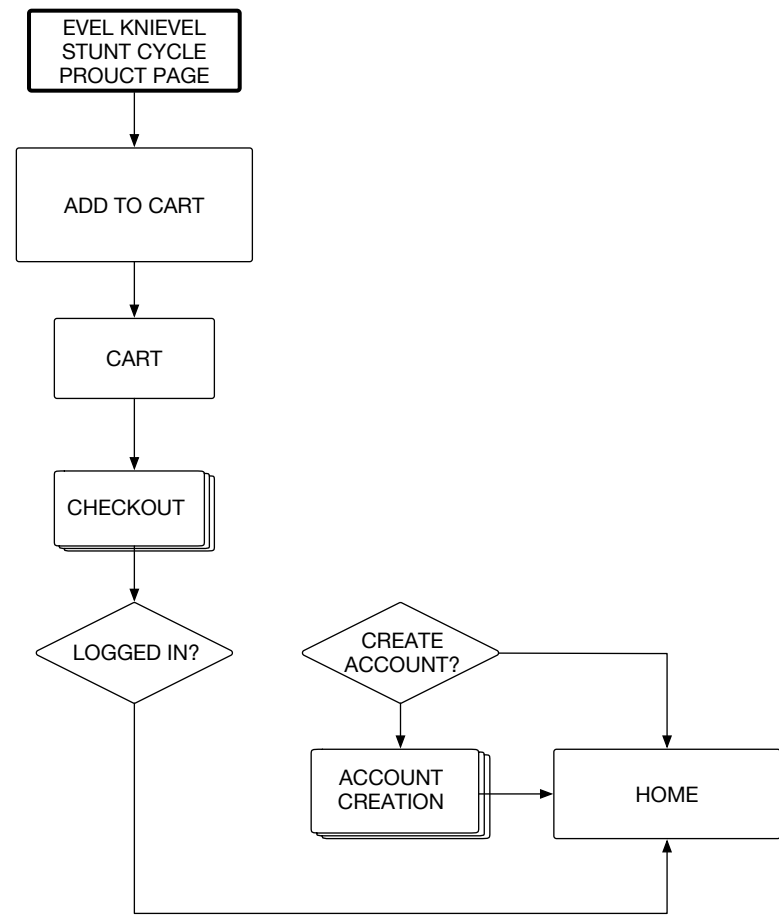 EVEL KNIEVEL
STUNT CYCLE
PROUCT PAGE
ADD TO CART
CART
CHECKOUT
LOGGED IN?
CREATE
ACCOUNT?
ACCOUNT
CREATION
HOME